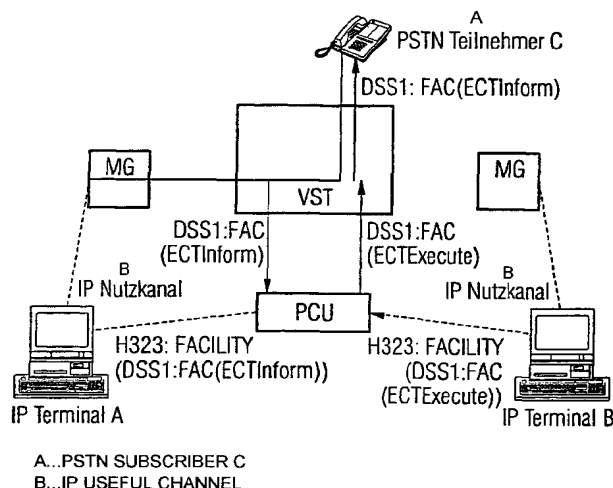 A
PSTN Teilnehmer C
DSS1: FAC(ECTInform)
MG
VST
MG
DSS1:FAC
(ECTInform)
DSS1:FAC
(ECTExecute)
B
IP Nutzkanal
B
IP Nutzkanal
PCU
H323: FACILITY
(DSS1:FAC(ECTInform))
H323: FACILITY
(DSS1:FAC
(ECTExecute))
IP Terminal A
IP Terminal B
A...PSTN SUBSCRIBER C
B...IP USEFUL CHANNEL